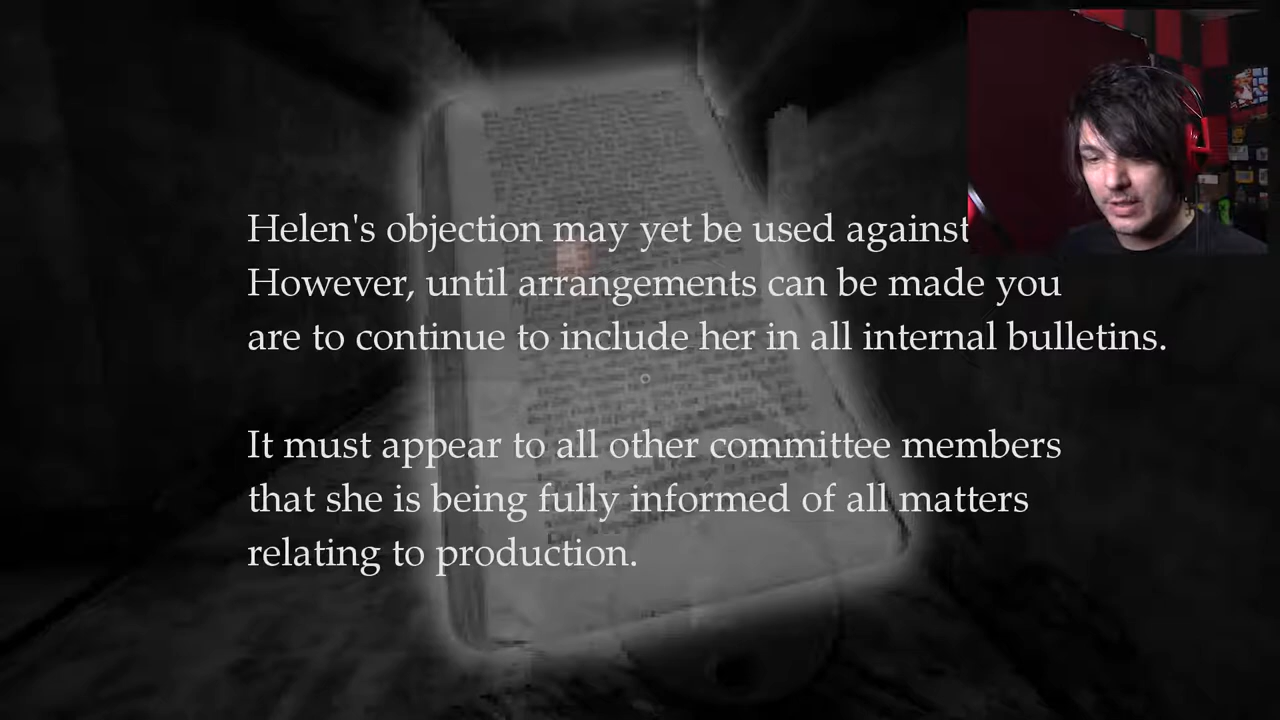 Helen's objection may yet be used against
However, until arrangements can be made you
are to continue to include her in all internal bulletins.
It must appear to all other committee members
that she is being fully informed of all matters
relating to production.